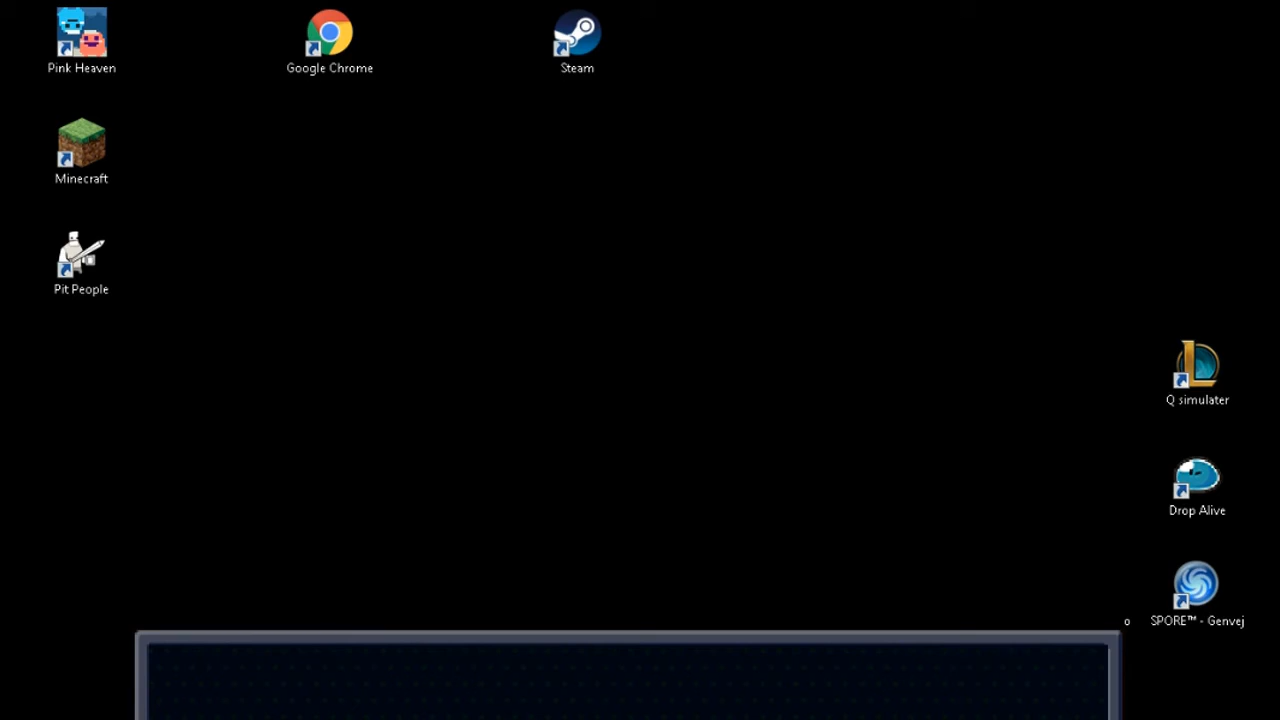 Pink Heaven
Google Chrome
Steam
Minecraft
Pit People
Q simulater
Drop Alive
o
SPORE™ - Genvej